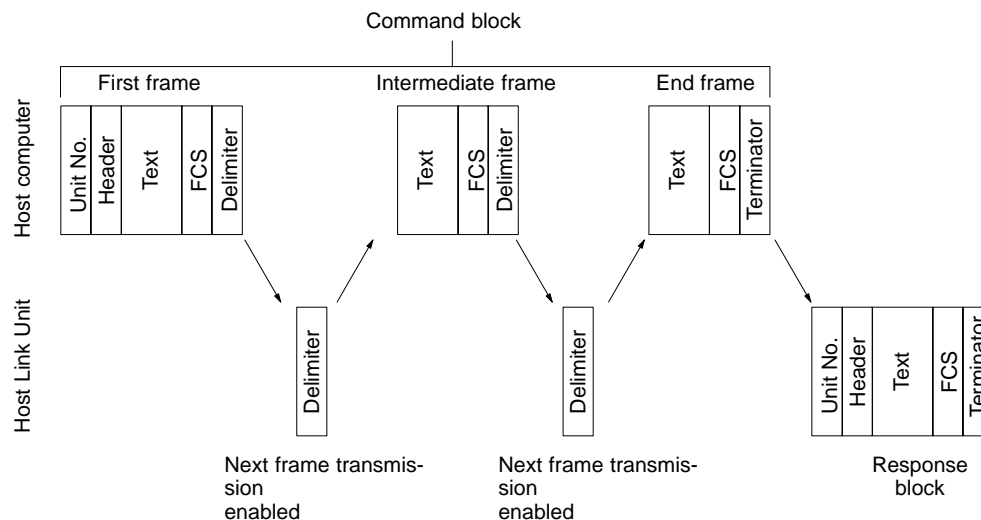 Command block
First frame
Intermediate frame
End frame
Host computer
Unit No.
Header
Text
FCS
Delimiter
Text
FCS
Delimiter
Text
FCS
Terminator
Host Link Unit
Delimiter
Delimiter
Unit No.
Header
Text
FCS
Terminator
Next frame transmis-
sion
enabled
Next frame transmis-
sion
enabled
Response
block